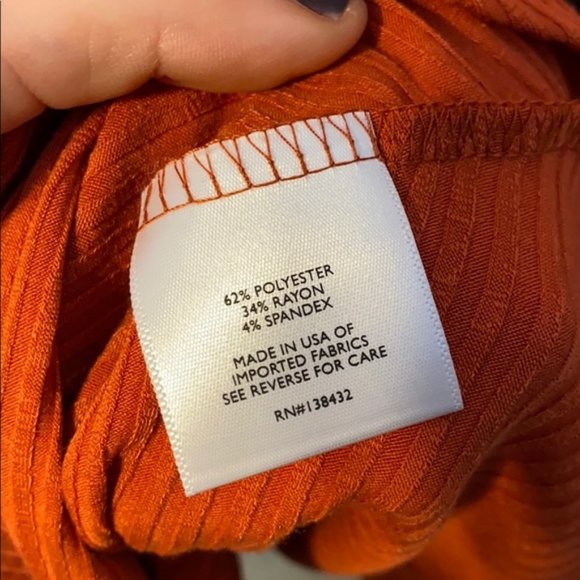 62% POLYESTER
34% RAYON
4% SPANDEX
MADE IN USA OF
IMPORTED FABRICS
SEE REVERSE FOR CARE
RN#138432